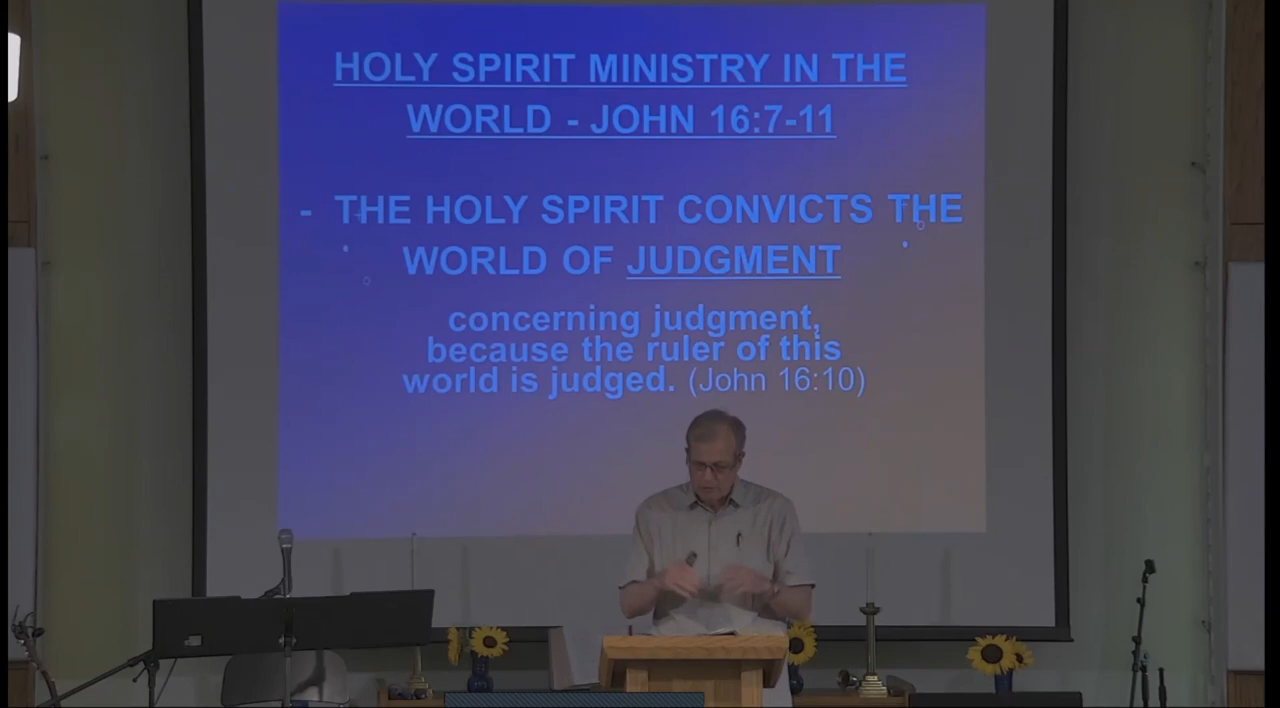 HOLY SPIRIT MINISTRY IN THE
WORLD - JOHN 16:7-11
- THE HOLY SPIRIT CONVICTS THE
WORLD OF JUDGMENT
concerning judgment,
because the ruler of this
world is judged. (John 16:10)